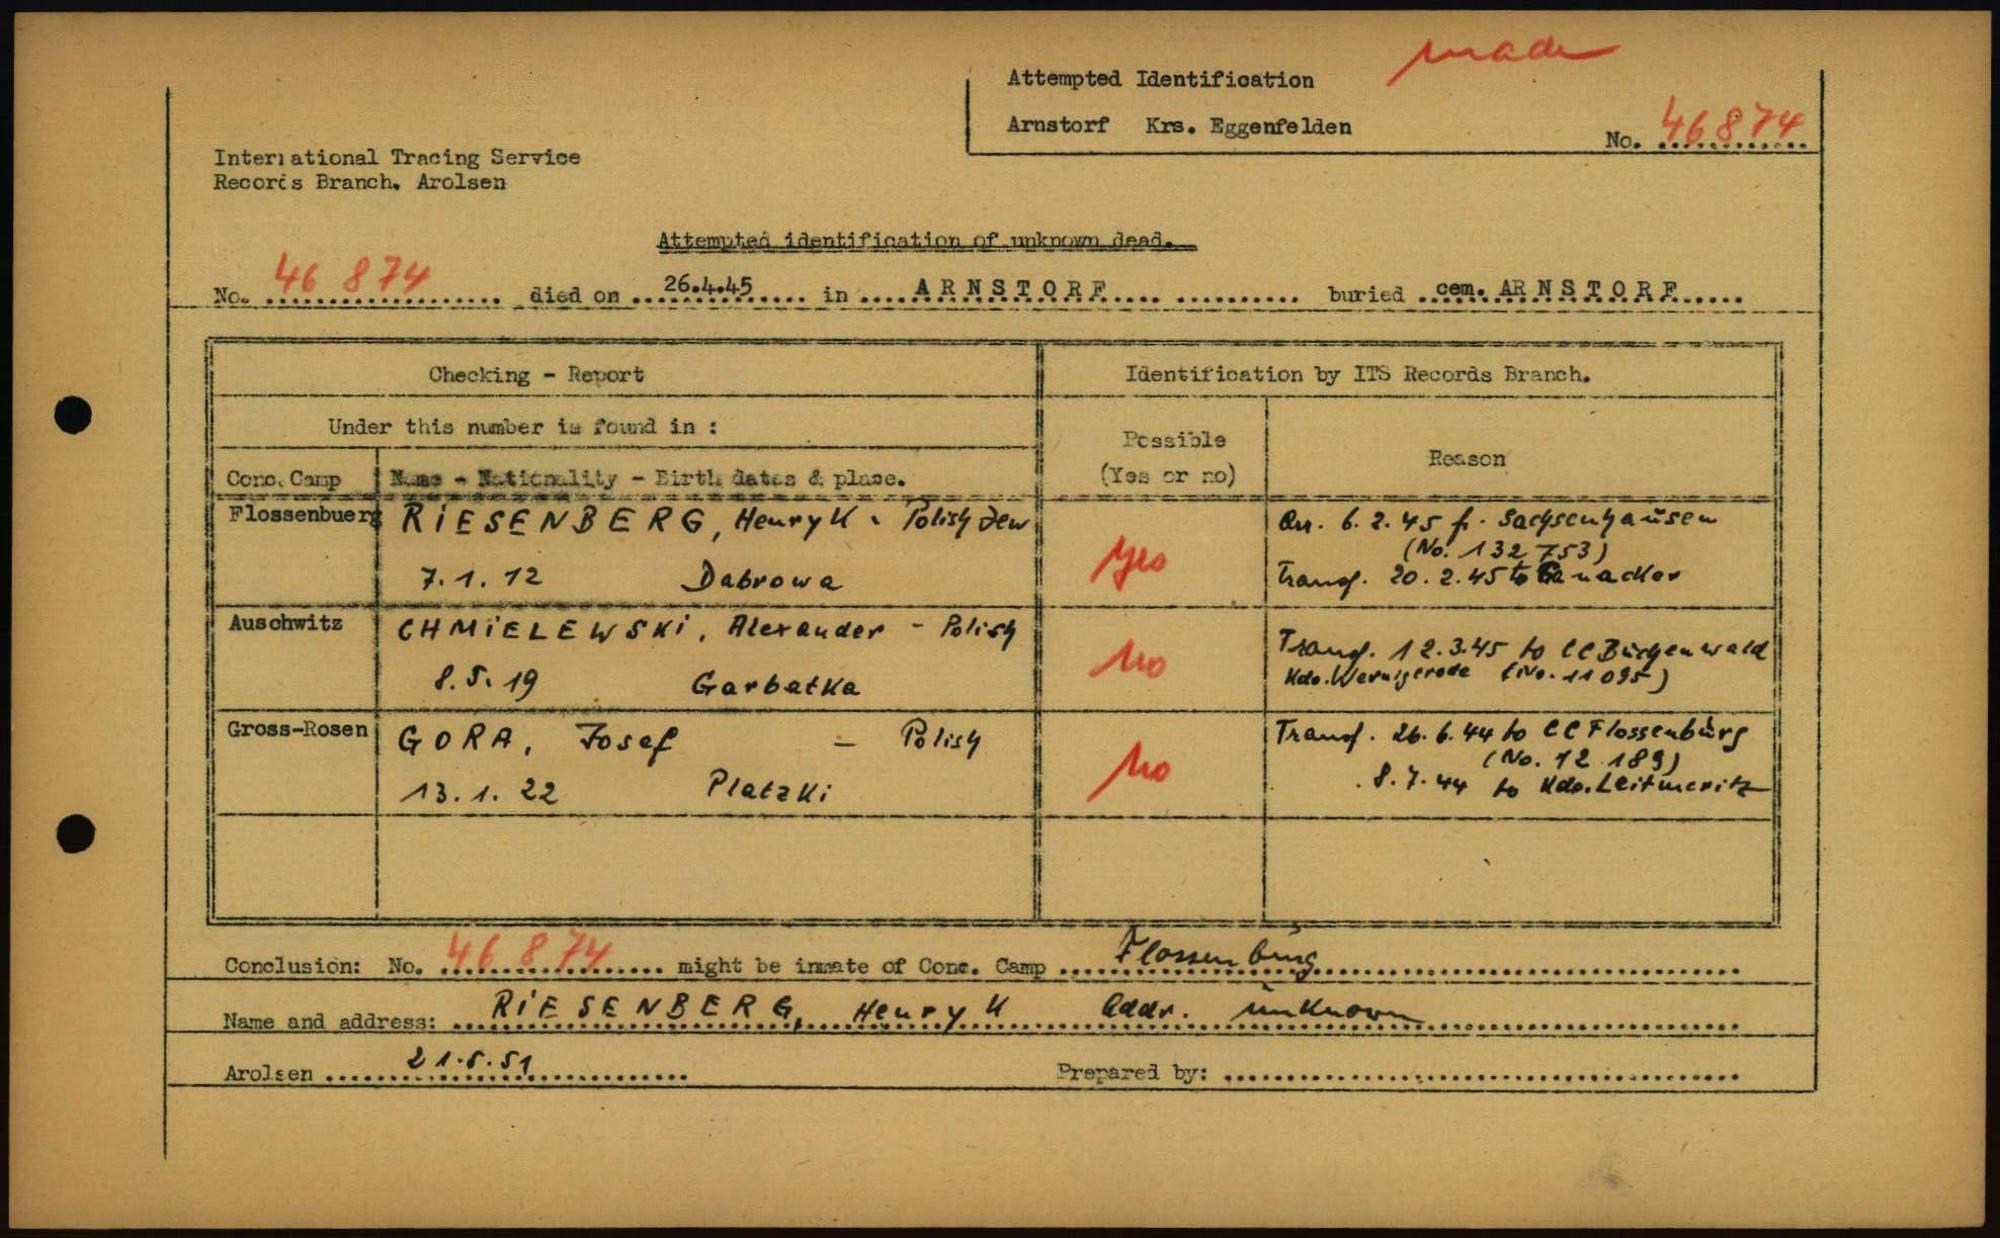 made
Attempted Identification
Arnstorf Krs. Eggenfelden
No. 46874
International Tracing Service
Records Branch. Arolsen
Attempted identification of unknown dead.
No. 46 874 died on 26.4.45 in ARNSTORF buried cem. ARNSTORF
Checking - Report
Identification by ITS Records Branch.
Under this number is found in :
Possible
(Yes or no)
Reason
Conc. Camp
Name - Nationality - Birth dates & place.
Flossenbuerg
RIESENBERG, Henryk . Polish Jew
7.1.12 Dabrowa
Yes
Arr. 6.2.45 fr. Sachsenhausen
(No. 132 753)
Transf. 20.2.45 to Ganacker
Auschwitz
CHMIELEWSKI, Alexander - Polish
8.5.19 Garbatka
No
Transf. 12.3.45 to CC Buchenwald
Kdo. Wernigerode (No. 11095)
Gross-Rosen
GORA, Josef - Polish
13.1.22 Platzki
No
Transf. 26.6.44 to CC Flossenbürg
(No. 12 189)
8.7.44 to Kdo. Leitmeritz
Conclusion: No. 46 874 might be inmate of Conc. Camp Flossenbürg
Name and address: RIESENBERG, Henryk Addr. unknown
Arolsen 21.5.51
Prepared by: